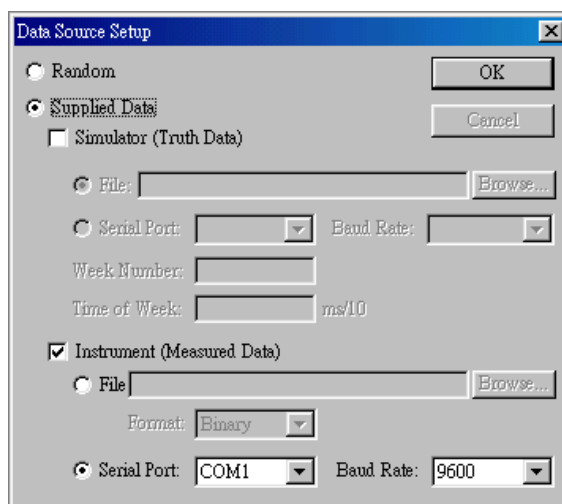 Data Source Setup
Random
OK
Supplied Data
Cancel
Simulator (Truth Data)
File:
Browse...
Serial Port:
Baud Rate:
Week Number:
Time of Week:
ms/10
Instrument (Measured Data)
File
Browse...
Format:
Binary
Serial Port:
COM1
Baud Rate:
9600